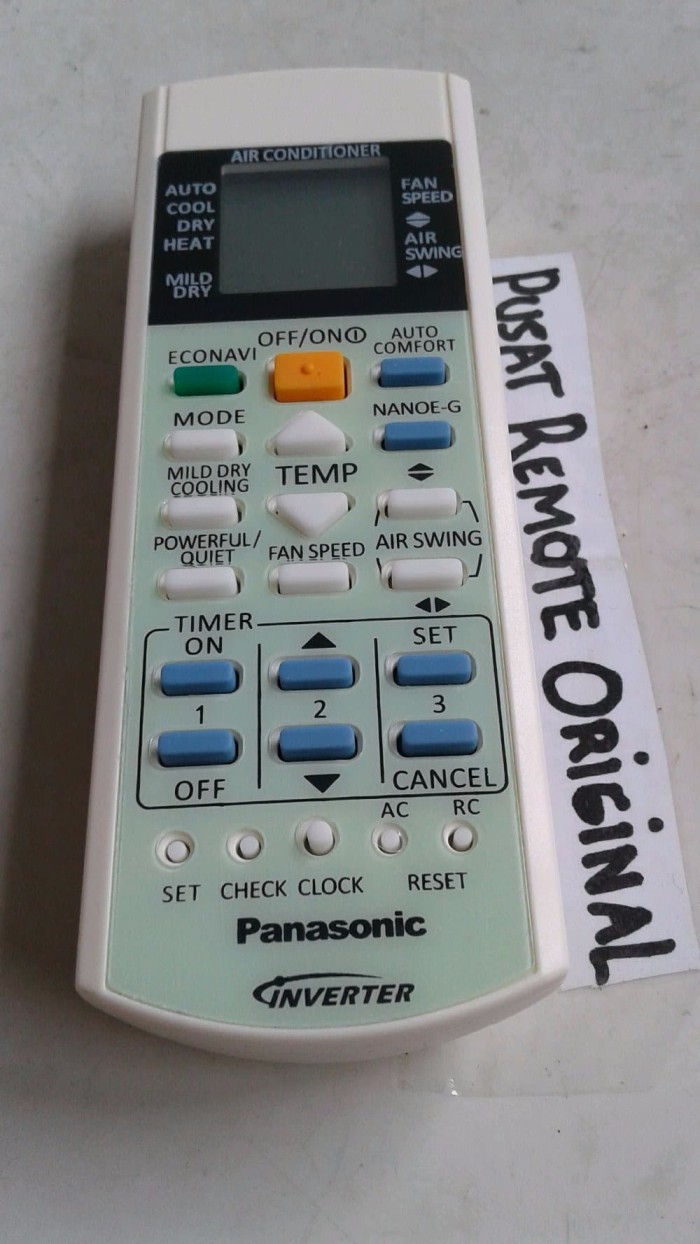 AIR CONDITIONER
AUTO
COOL
DRY
HEAT
MILD
DRY
FAN
SPEED
AIR
SWING
OFF/ON
ECONAVI
AUTO
COMFORT
MODE
NANOE-G
MILD DRY
COOLING
TEMP
POWERFUL/
QUIET
FAN SPEED
AIR SWING
TIMER
ON
SET
1
2
3
OFF
CANCEL
AC
RC
SET
CHECK
CLOCK
RESET
Panasonic
INVERTER
PUSAT REMOTE ORIGINAL